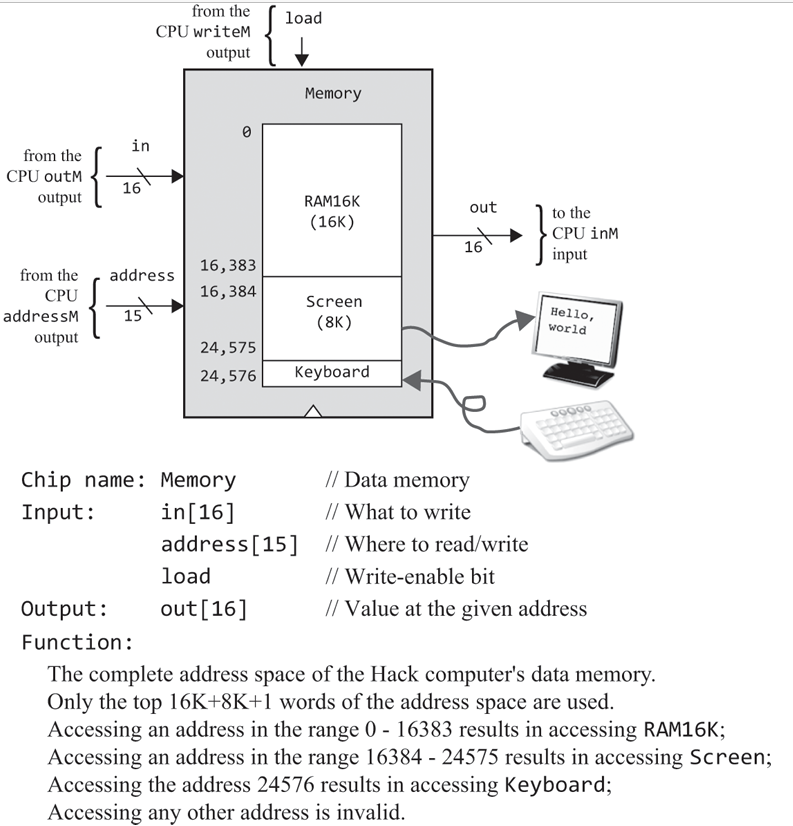 from the
CPU writeM
output
load
Memory
0
in
from the
CPU outM
output
16
RAM16K
(16K)
out
to the
CPU inM
input
16
16,383
from the
CPU
addressM
output
address
15
16,384
Screen
(8K)
Hello,
world
24,575
24,576
Keyboard
Chip name: Memory // Data memory
Input: in[16] // What to write
address[15] // Where to read/write
load // Write-enable bit
Output: out[16] // Value at the given address
Function:
The complete address space of the Hack computer's data memory.
Only the top 16K+8K+1 words of the address space are used.
Accessing an address in the range 0 - 16383 results in accessing RAM16K;
Accessing an address in the range 16384 - 24575 results in accessing Screen;
Accessing the address 24576 results in accessing Keyboard;
Accessing any other address is invalid.